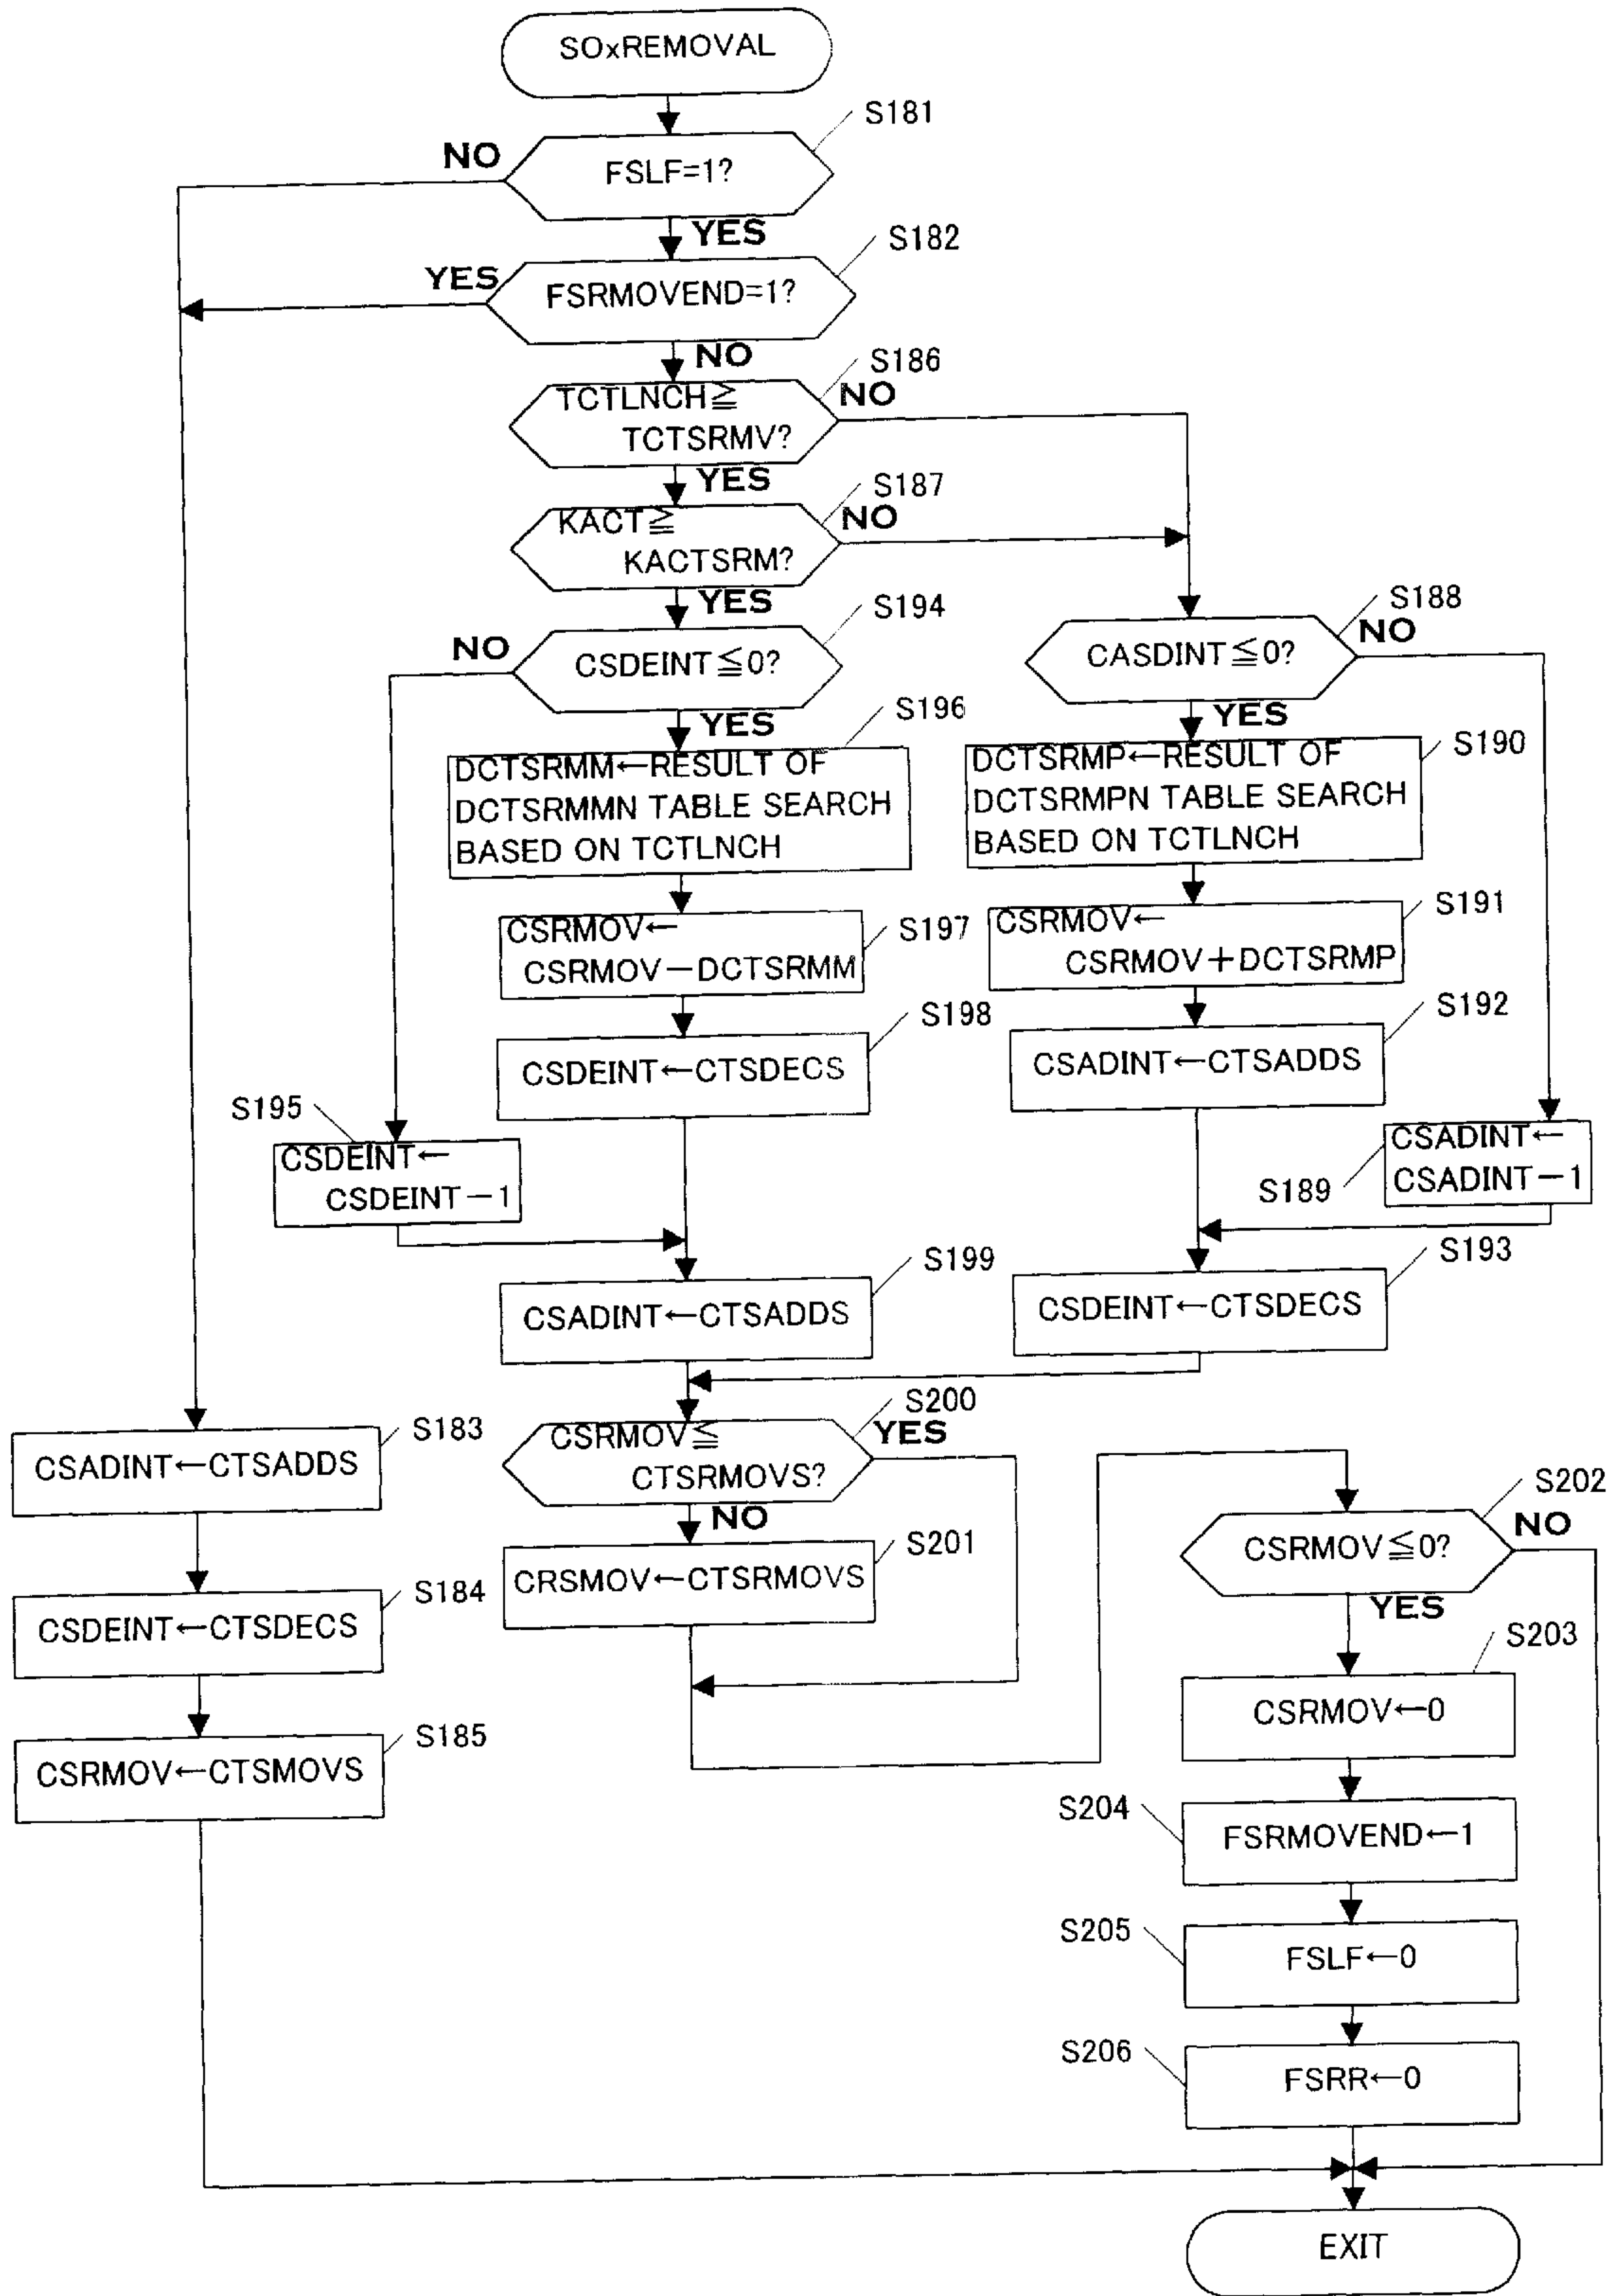 SOxREMOVAL
S181
NO
FSLF=1?
YES
S182
YES
FSRMOVEND=1?
NO
S186
TCTLNCH≧
TCTSRMV?
NO
YES
S187
KACT≧
KACTSRM?
NO
YES
S194
NO
CSDEINT≦0?
YES
S188
NO
CASDINT≦0?
YES
S196
DCTSRMM←RESULT OF
DCTSRMMN TABLE SEARCH
BASED ON TCTLNCH
S190
DCTSRMP←RESULT OF
DCTSRMPN TABLE SEARCH
BASED ON TCTLNCH
S197
CSRMOV←
CSRMOV−DCTSRMM
S191
CSRMOV←
CSRMOV+DCTSRMP
S198
CSDEINT←CTSDECS
S192
CSADINT←CTSADDS
S195
CSDEINT←
CSDEINT−1
S189
CSADINT←
CSADINT−1
S199
CSADINT←CTSADDS
S193
CSDEINT←CTSDECS
S183
CSADINT←CTSADDS
S200
CSRMOV≦
CTSRMOVS?
YES
NO
S202
CSRMOV≦0?
NO
YES
S201
CRSMOV←CTSRMOVS
S184
CSDEINT←CTSDECS
S203
CSRMOV←0
S185
CSRMOV←CTSMOVS
S204
FSRMOVEND←1
S205
FSLF←0
S206
FSRR←0
EXIT